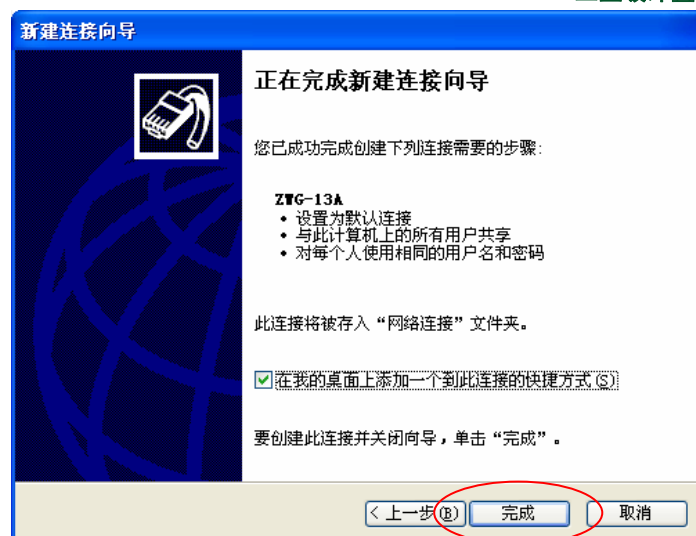 新建连接向导
正在完成新建连接向导
您已成功完成创建下列连接需要的步骤:
ZWG-13A
• 设置为默认连接
• 与此计算机上的所有用户共享
• 对每个人使用相同的用户名和密码
此连接将被存入“网络连接”文件夹。
在我的桌面上添加一个到此连接的快捷方式(S)
要创建此连接并关闭向导，单击“完成”。
< 上一步(B) 完成 取消